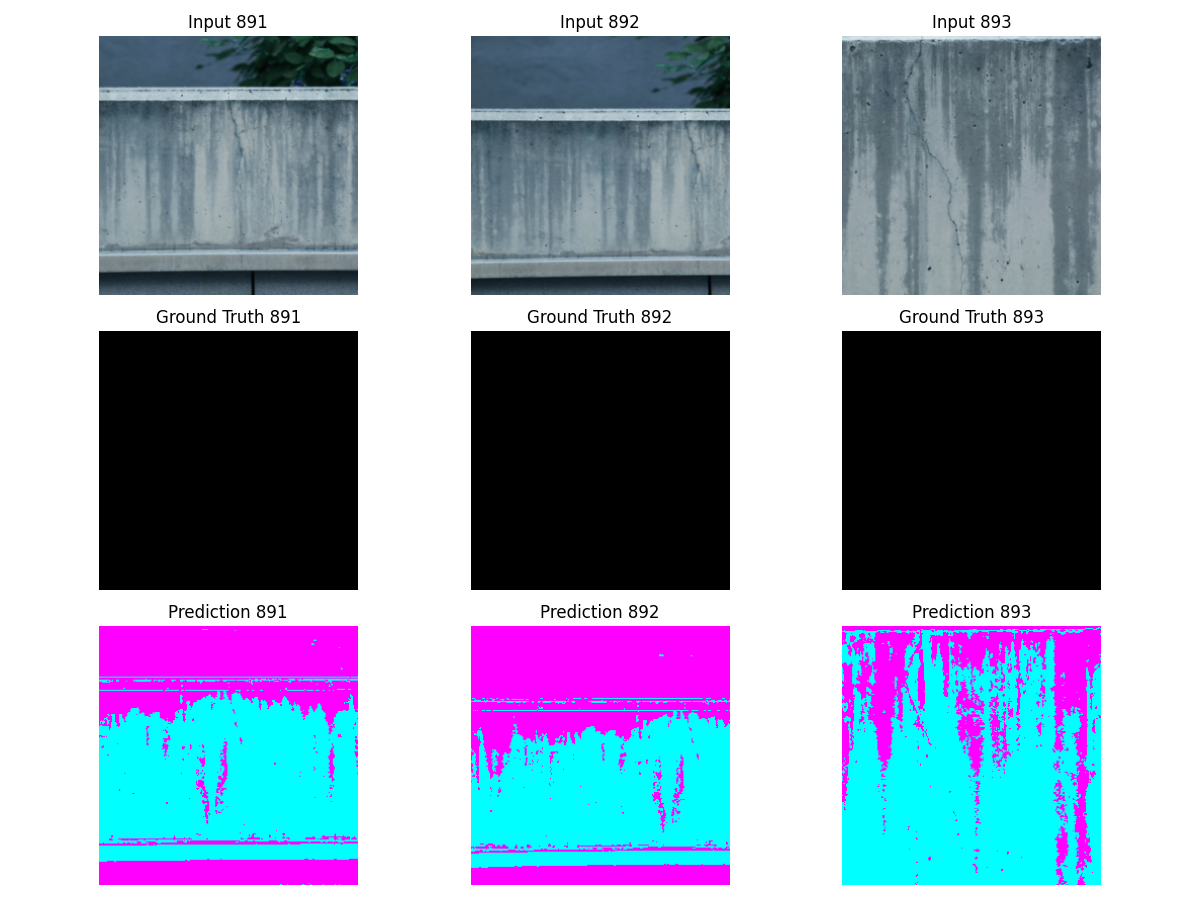 Input 891
Input 892
Input 893
Ground Truth 891
Ground Truth 892
Ground Truth 893
Prediction 891
Prediction 892
Prediction 893